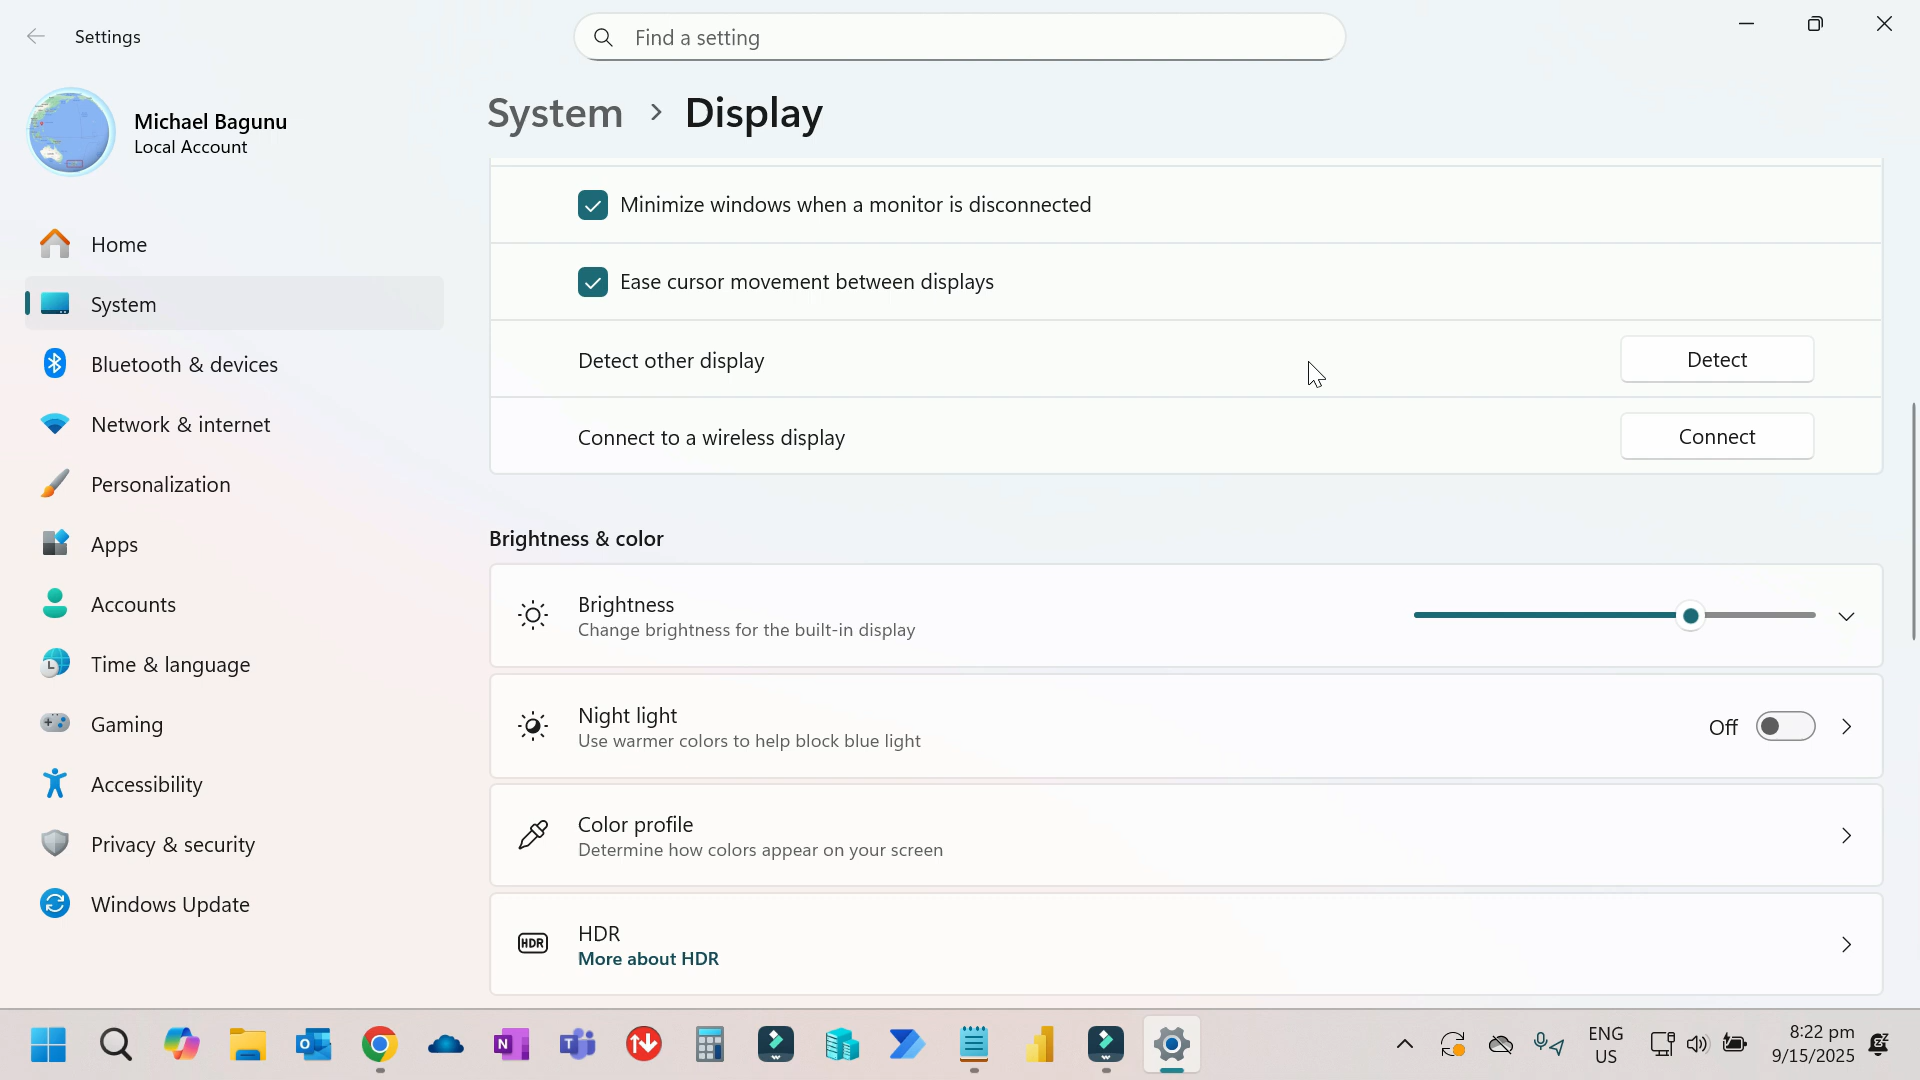 Settings
Find a setting
Michael Bagunu
Local Account
Home
System
Bluetooth & devices
Network & internet
Personalization
Apps
Accounts
Time & language
Gaming
Accessibility
Privacy & security
Windows Update
System > Display
Minimize windows when a monitor is disconnected
Ease cursor movement between displays
Detect other display
Detect
Connect to a wireless display
Connect
Brightness & color
Brightness
Change brightness for the built-in display
Night light
Use warmer colors to help block blue light
Off
Color profile
Determine how colors appear on your screen
HDR
HDR
More about HDR
N
T
ENG
US
8:22 pm
9/15/2025